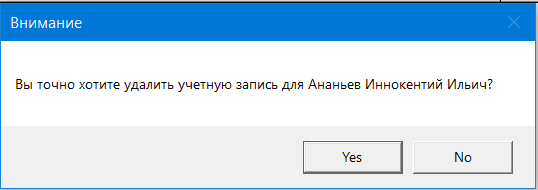 Внимание
Вы точно хотите удалить учетную запись для Ананьев Иннокентий Ильич?
Yes
No